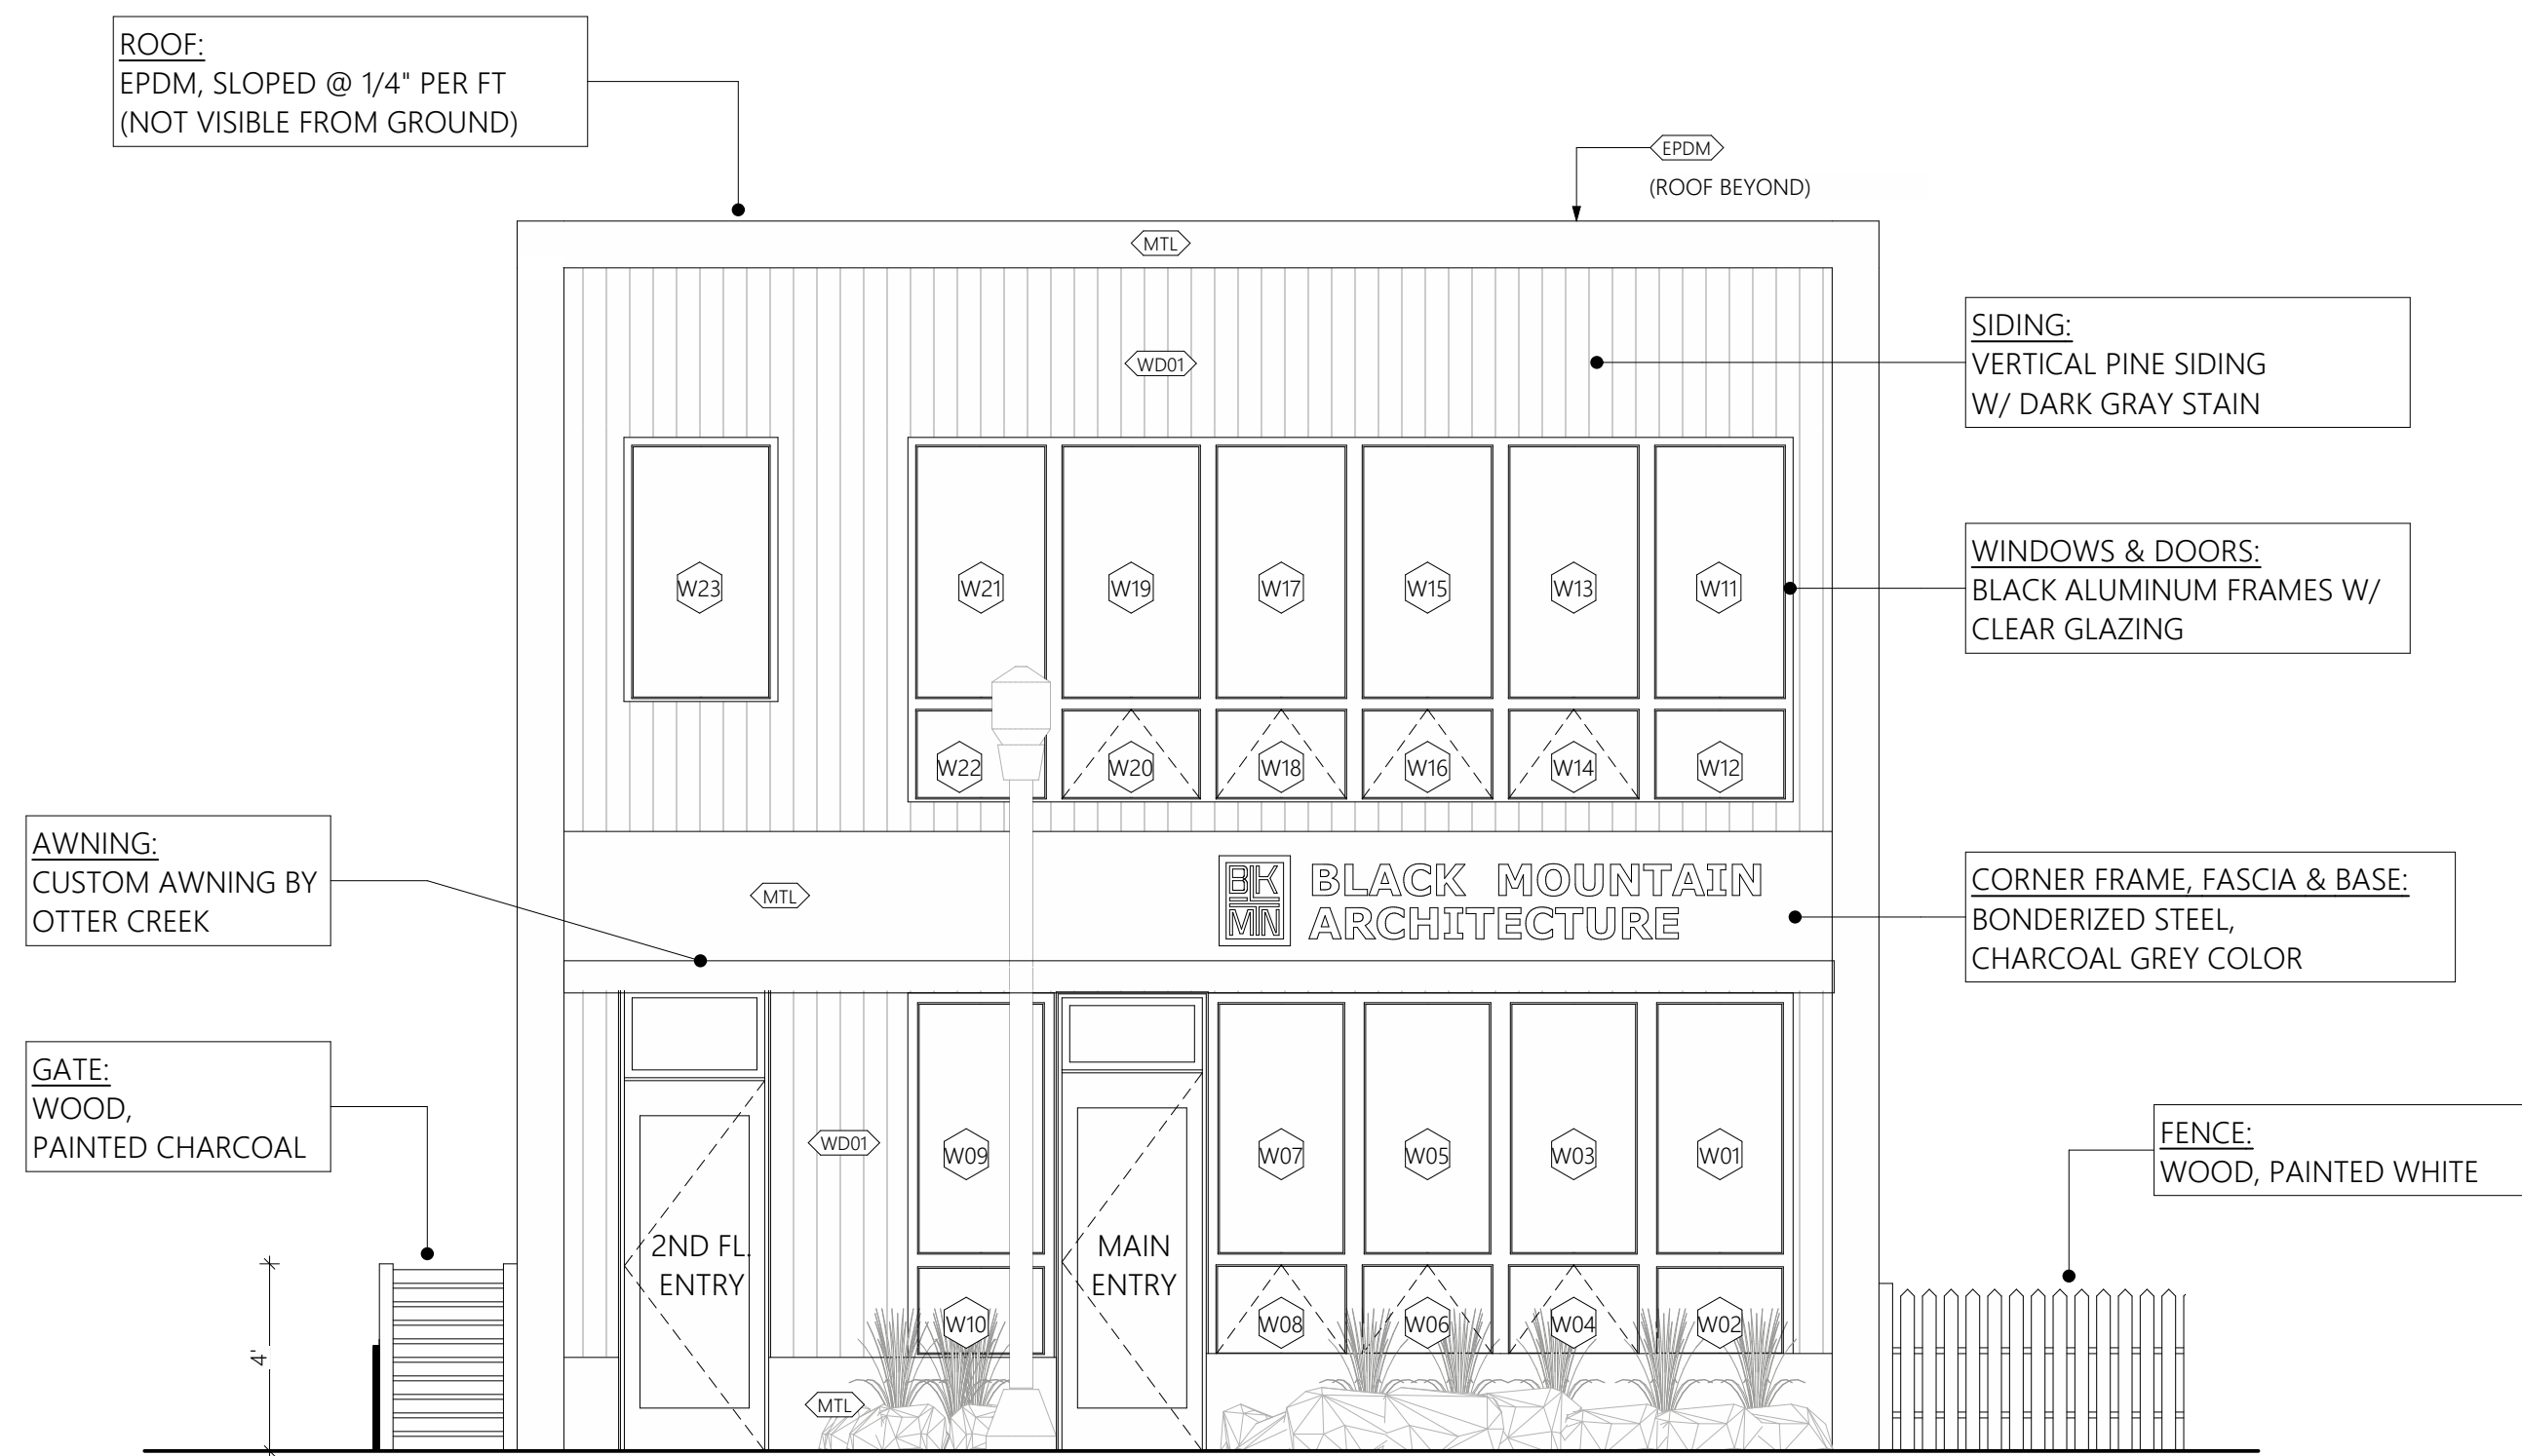 ROOF:
EPDM, SLOPED @ 1/4" PER FT
(NOT VISIBLE FROM GROUND)
EPDM
(ROOF BEYOND)
MTL
WD01
SIDING:
VERTICAL PINE SIDING
W/ DARK GRAY STAIN
WINDOWS & DOORS:
BLACK ALUMINUM FRAMES W/
CLEAR GLAZING
W23
W21
W19
W17
W15
W13
W11
W22
W20
W18
W16
W14
W12
AWNING:
CUSTOM AWNING BY
OTTER CREEK
MTL
BLK
MTN
BLACK MOUNTAIN
ARCHITECTURE
CORNER FRAME, FASCIA & BASE:
BONDERIZED STEEL,
CHARCOAL GREY COLOR
GATE:
WOOD,
PAINTED CHARCOAL
WD01
W09
W07
W05
W03
W01
FENCE:
WOOD, PAINTED WHITE
2ND FL.
ENTRY
MAIN
ENTRY
W10
W08
W06
W04
W02
4'
MTL